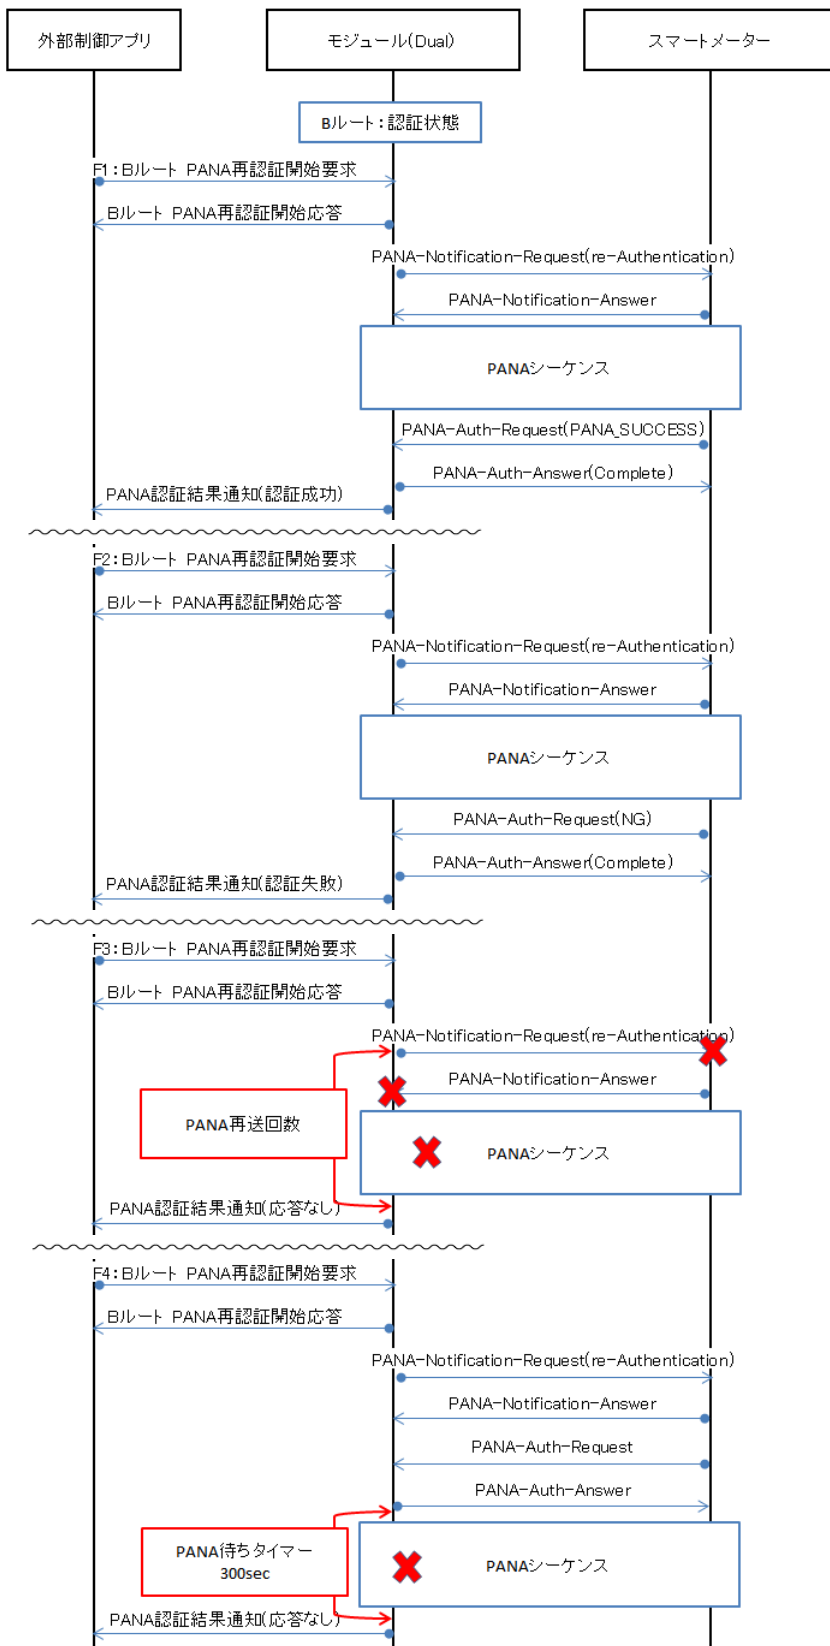 外部制御アプリ
モジュール(Dual)
スマートメーター
Bルート：認証状態
F1：Bルート PANA再認証開始要求
Bルート PANA再認証開始応答
PANA-Notification-Request(re-Authentication)
PANA-Notification-Answer
PANAシーケンス
PANA-Auth-Request(PANA_SUCCESS)
PANA-Auth-Answer(Complete)
PANA認証結果通知(認証成功)
F2：Bルート PANA再認証開始要求
Bルート PANA再認証開始応答
PANA-Notification-Request(re-Authentication)
PANA-Notification-Answer
PANAシーケンス
PANA-Auth-Request(NG)
PANA-Auth-Answer(Complete)
PANA認証結果通知(認証失敗)
F3：Bルート PANA再認証開始要求
Bルート PANA再認証開始応答
PANA-Notification-Request(re-Authentication)
PANA-Notification-Answer
PANA再送回数
PANAシーケンス
PANA認証結果通知(応答なし)
F4：Bルート PANA再認証開始要求
Bルート PANA再認証開始応答
PANA-Notification-Request(re-Authentication)
PANA-Notification-Answer
PANA-Auth-Request
PANA-Auth-Answer
PANA待ちタイマー
300sec
PANAシーケンス
PANA認証結果通知(応答なし)